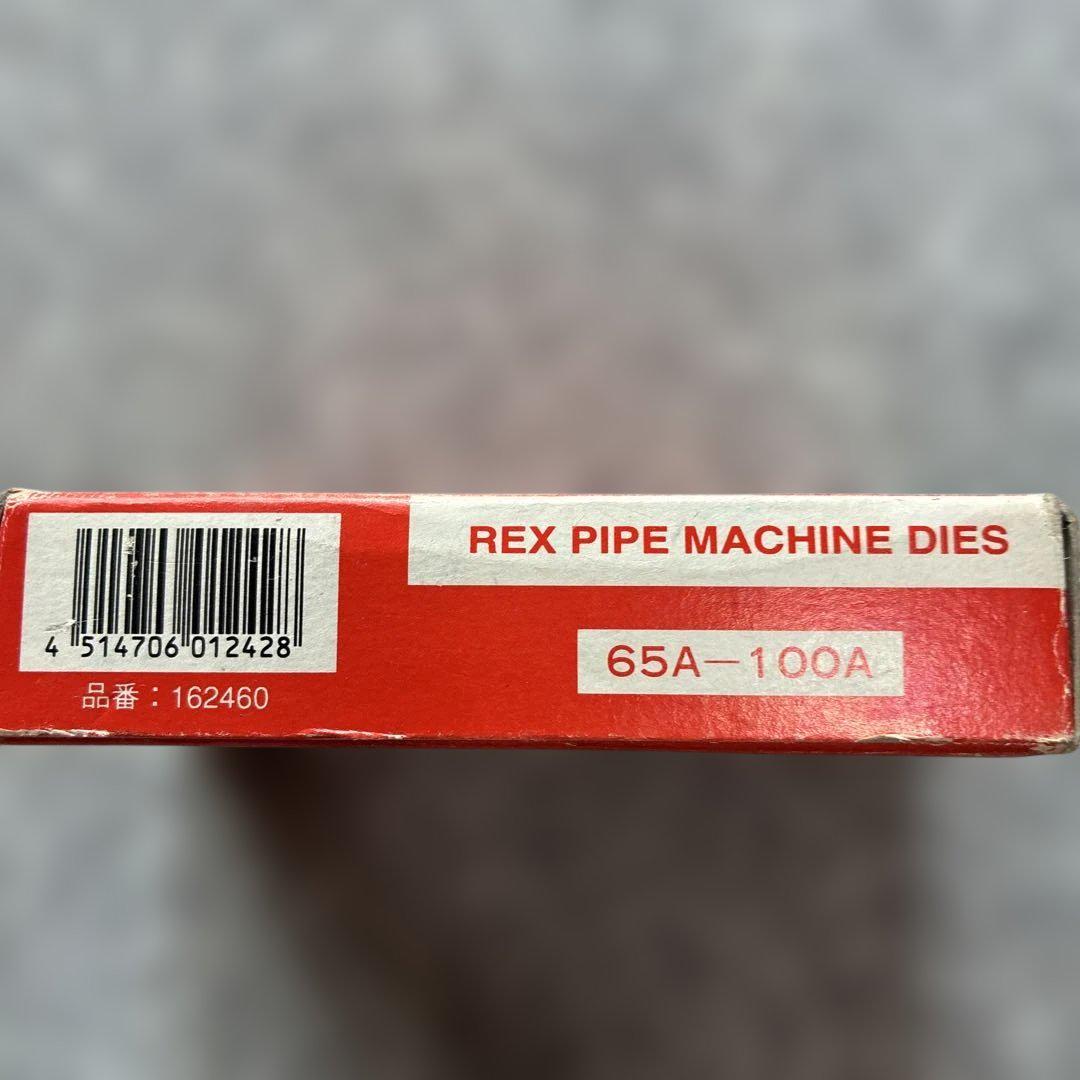 REX PIPE MACHINE DIES
4 514706 012428
65A-100A
品番：162460